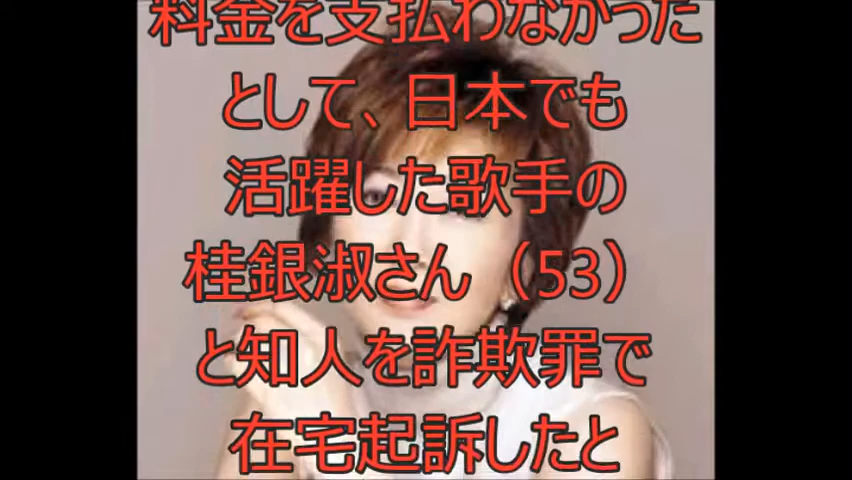 料金を支払わなかった
として、日本でも
活躍した歌手の
桂銀淑さん（53）
と知人を詐欺罪で
在宅起訴したと